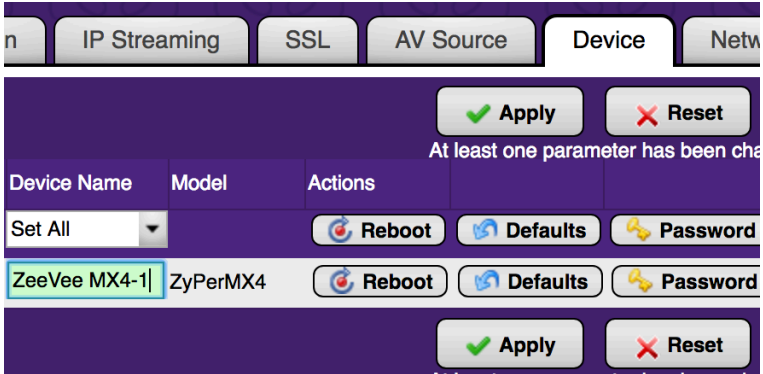 n IP Streaming SSL AV Source Device Netw
Apply Reset
At least one parameter has been cha
Device Name Model Actions
Set All Reboot Defaults Password
ZeeVee MX4-1 ZyPerMX4 Reboot Defaults Password
Apply Reset